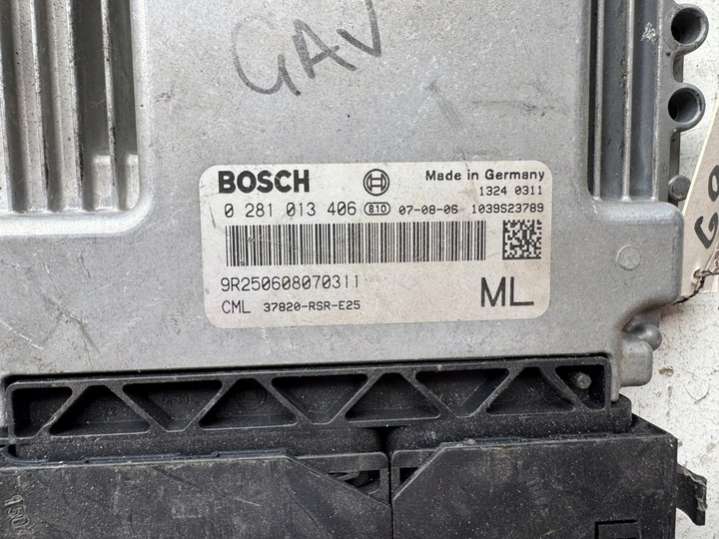 GAV
BOSCH Made in Germany
1324 0311
0 281 013 406 B10 07-08-06 1039S23789
9R250608070311 ML
CML 37820-RSR-E25